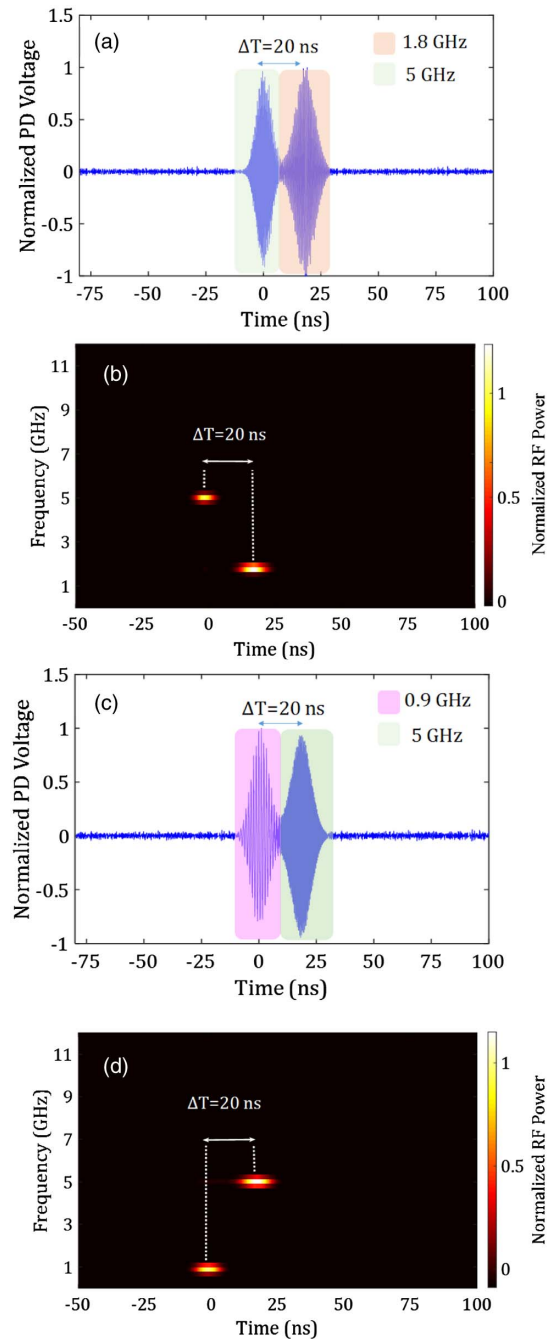 (a)
ΔT=20 ns
1.8 GHz
5 GHz
Normalized PD Voltage
1.5
1
0.5
0
-0.5
-1
-75 -50 -25 0 25 50 75 100
Time (ns)
(b)
ΔT=20 ns
Frequency (GHz)
11
9
7
5
3
1
-50 -25 0 25 50 75 100
Time (ns)
1
0.5
0
Normalized RF Power
(c)
ΔT=20 ns
0.9 GHz
5 GHz
Normalized PD Voltage
1.5
1
0.5
0
-0.5
-1
-75 -50 -25 0 25 50 75 100
Time (ns)
(d)
ΔT=20 ns
Frequency (GHz)
11
9
7
5
3
1
-50 -25 0 25 50 75 100
Time (ns)
1
0.5
0
Normalized RF Power